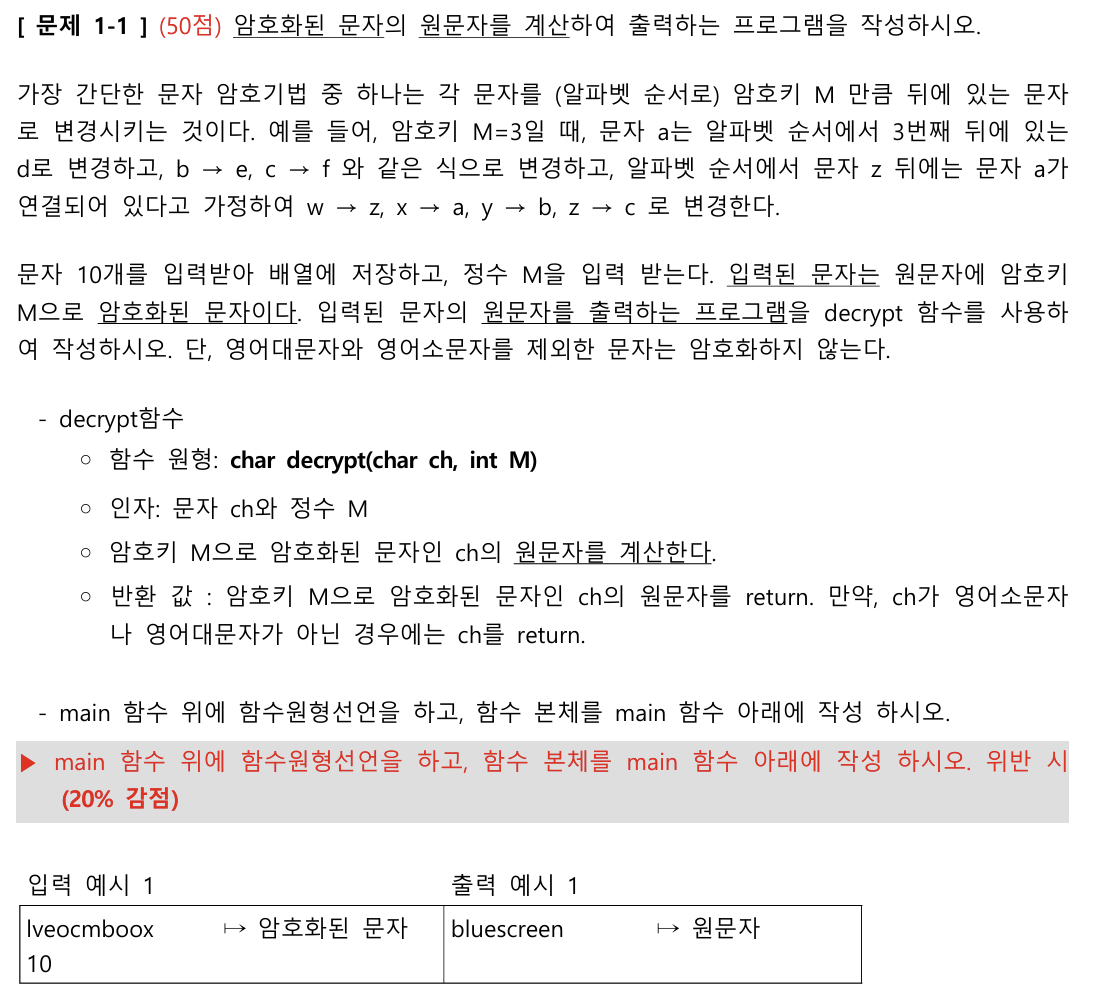 [ 문제 1-1 ] (50점) 암호화된 문자의 원문자를 계산하여 출력하는 프로그램을 작성하시오.
가장 간단한 문자 암호기법 중 하나는 각 문자를 (알파벳 순서로) 암호키 M 만큼 뒤에 있는 문자
로 변경시키는 것이다. 예를 들어, 암호키 M=3일 때, 문자 a는 알파벳 순서에서 3번째 뒤에 있는
d로 변경하고, b → e, c → f 와 같은 식으로 변경하고, 알파벳 순서에서 문자 z 뒤에는 문자 a가
연결되어 있다고 가정하여 w → z, x → a, y → b, z → c 로 변경한다.
문자 10개를 입력받아 배열에 저장하고, 정수 M을 입력 받는다. 입력된 문자는 원문자에 암호키
M으로 암호화된 문자이다. 입력된 문자의 원문자를 출력하는 프로그램을 decrypt 함수를 사용하
여 작성하시오. 단, 영어대문자와 영어소문자를 제외한 문자는 암호화하지 않는다.
- decrypt함수
○ 함수 원형: char decrypt(char ch, int M)
○ 인자: 문자 ch와 정수 M
○ 암호키 M으로 암호화된 문자인 ch의 원문자를 계산한다.
○ 반환 값 : 암호키 M으로 암호화된 문자인 ch의 원문자를 return. 만약, ch가 영어소문자
나 영어대문자가 아닌 경우에는 ch를 return.
- main 함수 위에 함수원형선언을 하고, 함수 본체를 main 함수 아래에 작성 하시오.
▶ main 함수 위에 함수원형선언을 하고, 함수 본체를 main 함수 아래에 작성 하시오. 위반 시
(20% 감점)
입력 예시 1 출력 예시 1
lveocmboox ↦ 암호화된 문자 bluescreen ↦ 원문자
10